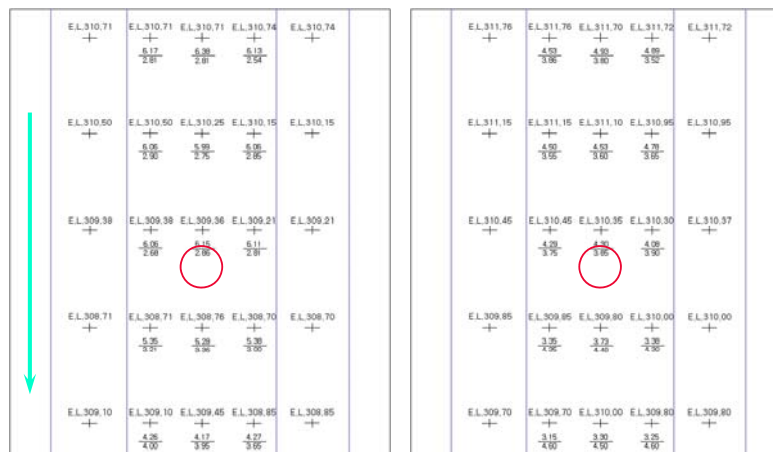 E.L.310,71 E.L.310,71 E.L.310,71 E.L.310,74 E.L.310,74
6.17 6.38 6.13
2.81 2.81 2.54
E.L.310,50 E.L.310,50 E.L.310,25 E.L.310,15 E.L.310,15
6.06 5.99 6.06
2.90 2.75 2.85
E.L.309,38 E.L.309,38 E.L.309,36 E.L.309,21 E.L.309,21
6.06 6.15 6.11
2.68 2.86 2.81
E.L.308,71 E.L.308,71 E.L.308,76 E.L.308,70 E.L.308,70
5.35 5.28 5.38
3.00
E.L.309,10 E.L.309,10 E.L.309,45 E.L.308,85 E.L.308,85
4.26 4.17 4.27
4.00 3.95 3.65
E.L.311,76 E.L.311,76 E.L.311,70 E.L.311,72 E.L.311,72
4.53 4.93 4.89
3.86 3.80 3.52
E.L.311,15 E.L.311,15 E.L.311,10 E.L.310,95 E.L.310,95
4.50 4.53 4.78
3.55 3.60 3.85
E.L.310,45 E.L.310,45 E.L.310,35 E.L.310,30 E.L.310,37
4.28 4.30 4.08
3.75 3.85 3.90
E.L.309,85 E.L.309,85 E.L.309,80 E.L.310,00 E.L.310,00
3.35 3.73 3.38
E.L.309,70 E.L.309,70 E.L.310,00 E.L.309,80 E.L.309,80
3.15 3.30 3.25
4.60 4.50 4.60